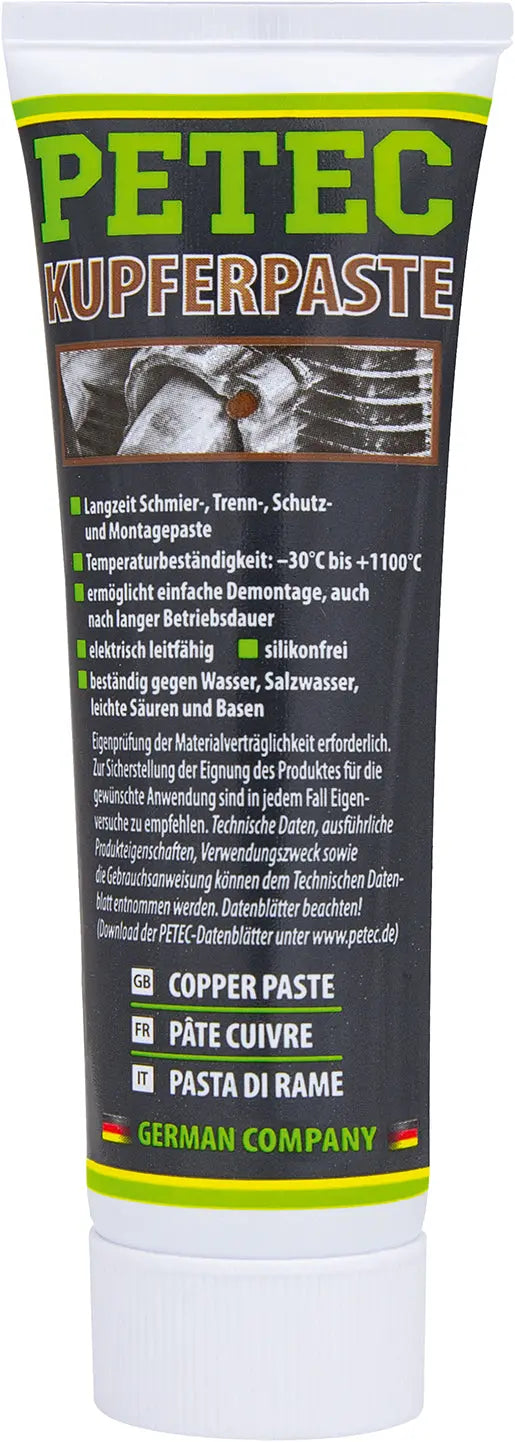 PETEC
KUPFERPASTE
Langzeit Schmier-, Trenn-, Schutz-
und Montagepaste
Temperaturbeständigkeit: –30°C bis +1100°C
ermöglicht einfache Demontage, auch
nach langer Betriebsdauer
elektrisch leitfähig silikonfrei
beständig gegen Wasser, Salzwasser,
leichte Säuren und Basen
Eigenprüfung der Materialverträglichkeit erforderlich.
Zur Sicherstellung der Eignung des Produktes für die
gewünschte Anwendung sind in jedem Fall Eigen-
versuche zu empfehlen. Technische Daten, ausführliche
Produkteigenschaften, Verwendungszweck sowie
die Gebrauchsanweisung können dem Technischen Daten-
blatt entnommen werden. Datenblätter beachten!
(Download der PETEC-Datenblätter unter www.petec.de)
GB COPPER PASTE
FR PÂTE CUIVRE
IT PASTA DI RAME
GERMAN COMPANY